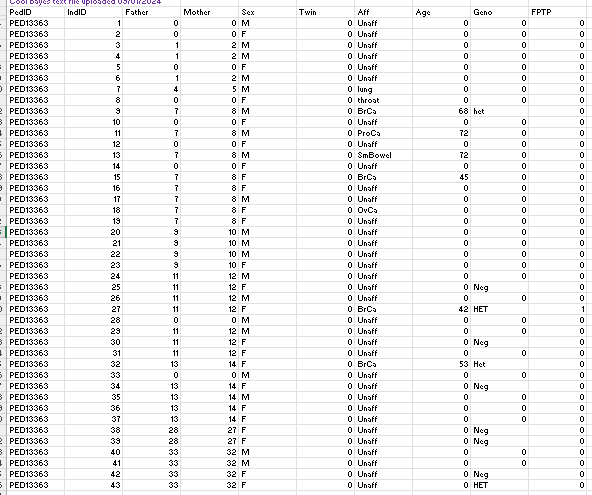 Cool Bayes text file uploaded 09/01/2024
PedID IndID Father Mother Sex Twin Aff Age Geno FPTP
PED13363 1 0 0 M 0 Unaff 0 0 0
PED13363 2 0 0 F 0 Unaff 0 0 0
PED13363 3 1 2 M 0 Unaff 0 0 0
PED13363 4 1 2 M 0 Unaff 0 0 0
PED13363 5 0 0 F 0 Unaff 0 0 0
PED13363 6 1 2 M 0 Unaff 0 0 0
PED13363 7 4 5 M 0 lung 0 0 0
PED13363 8 0 0 F 0 throat 0 0 0
PED13363 9 7 8 M 0 BrCa 68 het 0
PED13363 10 0 0 F 0 Unaff 0 0 0
PED13363 11 7 8 M 0 ProCa 72 0 0
PED13363 12 0 0 F 0 Unaff 0 0 0
PED13363 13 7 8 M 0 SmBowel 72 0 0
PED13363 14 0 0 F 0 Unaff 0 0 0
PED13363 15 7 8 F 0 BrCa 45 0 0
PED13363 16 7 8 F 0 Unaff 0 0 0
PED13363 17 7 8 M 0 Unaff 0 0 0
PED13363 18 7 8 F 0 OvCa 0 0 0
PED13363 19 7 8 F 0 Unaff 0 0 0
PED13363 20 9 10 M 0 Unaff 0 0 0
PED13363 21 9 10 M 0 Unaff 0 0 0
PED13363 22 9 10 M 0 Unaff 0 0 0
PED13363 23 9 10 F 0 Unaff 0 0 0
PED13363 24 11 12 M 0 Unaff 0 0 0
PED13363 25 11 12 F 0 Unaff 0 Neg 0
PED13363 26 11 12 M 0 Unaff 0 0 0
PED13363 27 11 12 F 0 BrCa 42 HET 1
PED13363 28 0 0 M 0 Unaff 0 0 0
PED13363 29 11 12 M 0 Unaff 0 0 0
PED13363 30 11 12 F 0 Unaff 0 Neg 0
PED13363 31 11 12 F 0 Unaff 0 0 0
PED13363 32 13 14 F 0 BrCa 53 Het 0
PED13363 33 0 0 M 0 Unaff 0 0 0
PED13363 34 13 14 F 0 Unaff 0 Neg 0
PED13363 35 13 14 M 0 Unaff 0 0 0
PED13363 36 13 14 F 0 Unaff 0 0 0
PED13363 37 13 14 F 0 Unaff 0 0 0
PED13363 38 28 27 F 0 Unaff 0 Neg 0
PED13363 39 28 27 F 0 Unaff 0 Neg 0
PED13363 40 33 32 M 0 Unaff 0 0 0
PED13363 41 33 32 M 0 Unaff 0 0 0
PED13363 42 33 32 F 0 Unaff 0 Neg 0
PED13363 43 33 32 F 0 Unaff 0 HET 0